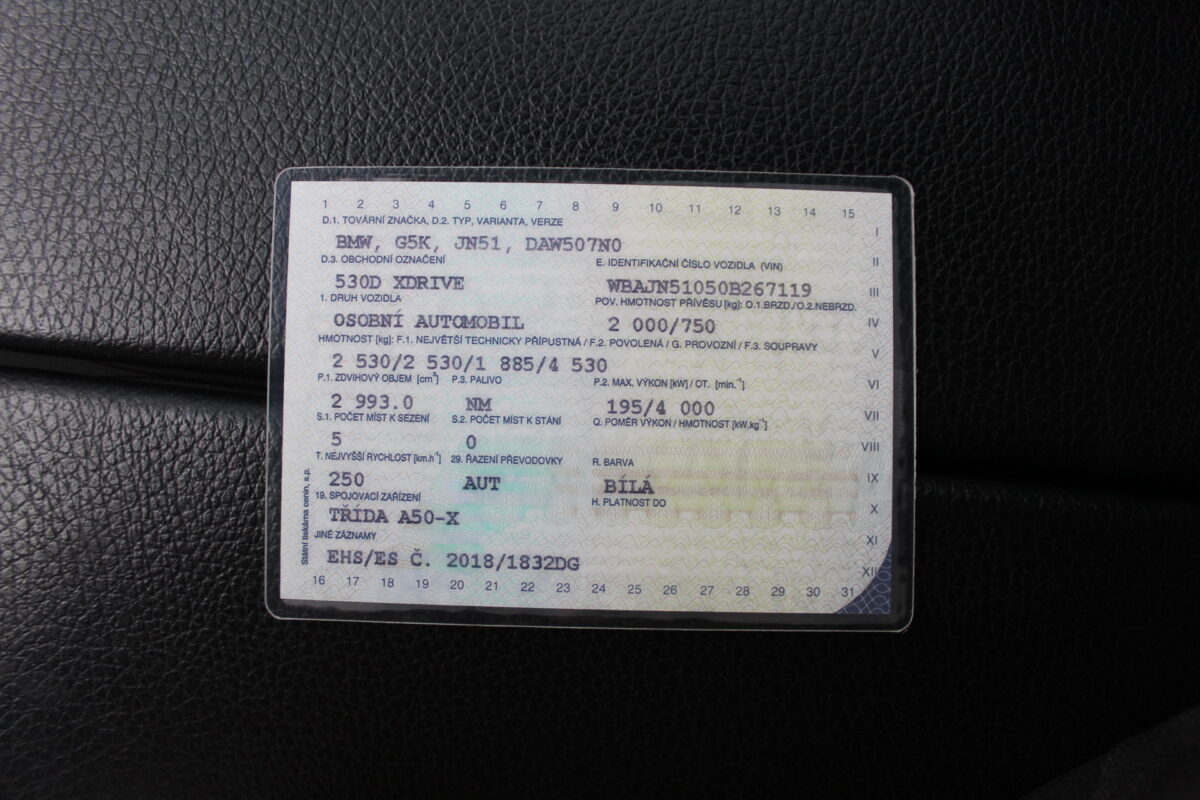 1 2 3 4 5 6 7 8 9 10 11 12 13 14 15
D.1. TOVÁRNÍ ZNAČKA, D.2. TYP, VARIANTA, VERZE
I
BMW, G5K, JN51, DAW507N0
D.3. OBCHODNÍ OZNAČENÍ E. IDENTIFIKAČNÍ ČÍSLO VOZIDLA (VIN) II
530D XDRIVE WBAJN51050B267119 III
1. DRUH VOZIDLA POV. HMOTNOST PŘÍVĚSU [kg]: O.1.BRZD./O.2.NEBRZD.
OSOBNÍ AUTOMOBIL 2 000/750 IV
HMOTNOST [kg]: F.1. NEJVĚTŠÍ TECHNICKY PŘÍPUSTNÁ / F.2. POVOLENÁ / G. PROVOZNÍ / F.3. SOUPRAVY
V
2 530/2 530/1 885/4 530
P.1. ZDVIHOVÝ OBJEM [cm³] P.3. PALIVO P.2. MAX. VÝKON [kW] / OT. [min.⁻¹] VI
2 993.0 NM 195/4 000 VII
S.1. POČET MÍST K SEZENÍ S.2. POČET MÍST K STÁNÍ Q. POMĚR VÝKON / HMOTNOST [kW.kg⁻¹]
5 0 VIII
T. NEJVYŠŠÍ RYCHLOST [km.h⁻¹] 29. ŘAZENÍ PŘEVODOVKY R. BARVA
250 AUT BÍLÁ IX
19. SPOJOVACÍ ZAŘÍZENÍ H. PLATNOST DO
TŘÍDA A50-X X
JINÉ ZÁZNAMY XI
EHS/ES Č. 2018/1832DG XII
16 17 18 19 20 21 22 23 24 25 26 27 28 29 30 31
Státní tiskárna cenin, s.p.